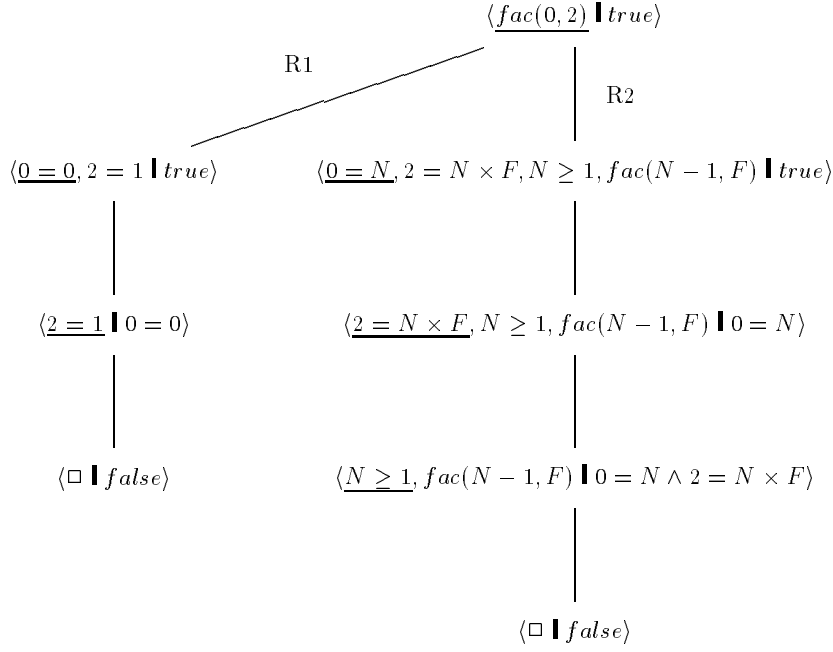 ⟨fac(0, 2) ▌ true⟩
R1
R2
⟨0 = 0, 2 = 1 ▌ true⟩
⟨0 = N, 2 = N × F, N ≥ 1, fac(N − 1, F) ▌ true⟩
⟨2 = 1 ▌ 0 = 0⟩
⟨2 = N × F, N ≥ 1, fac(N − 1, F) ▌ 0 = N⟩
⟨□ ▌ false⟩
⟨N ≥ 1, fac(N − 1, F) ▌ 0 = N ∧ 2 = N × F⟩
⟨□ ▌ false⟩